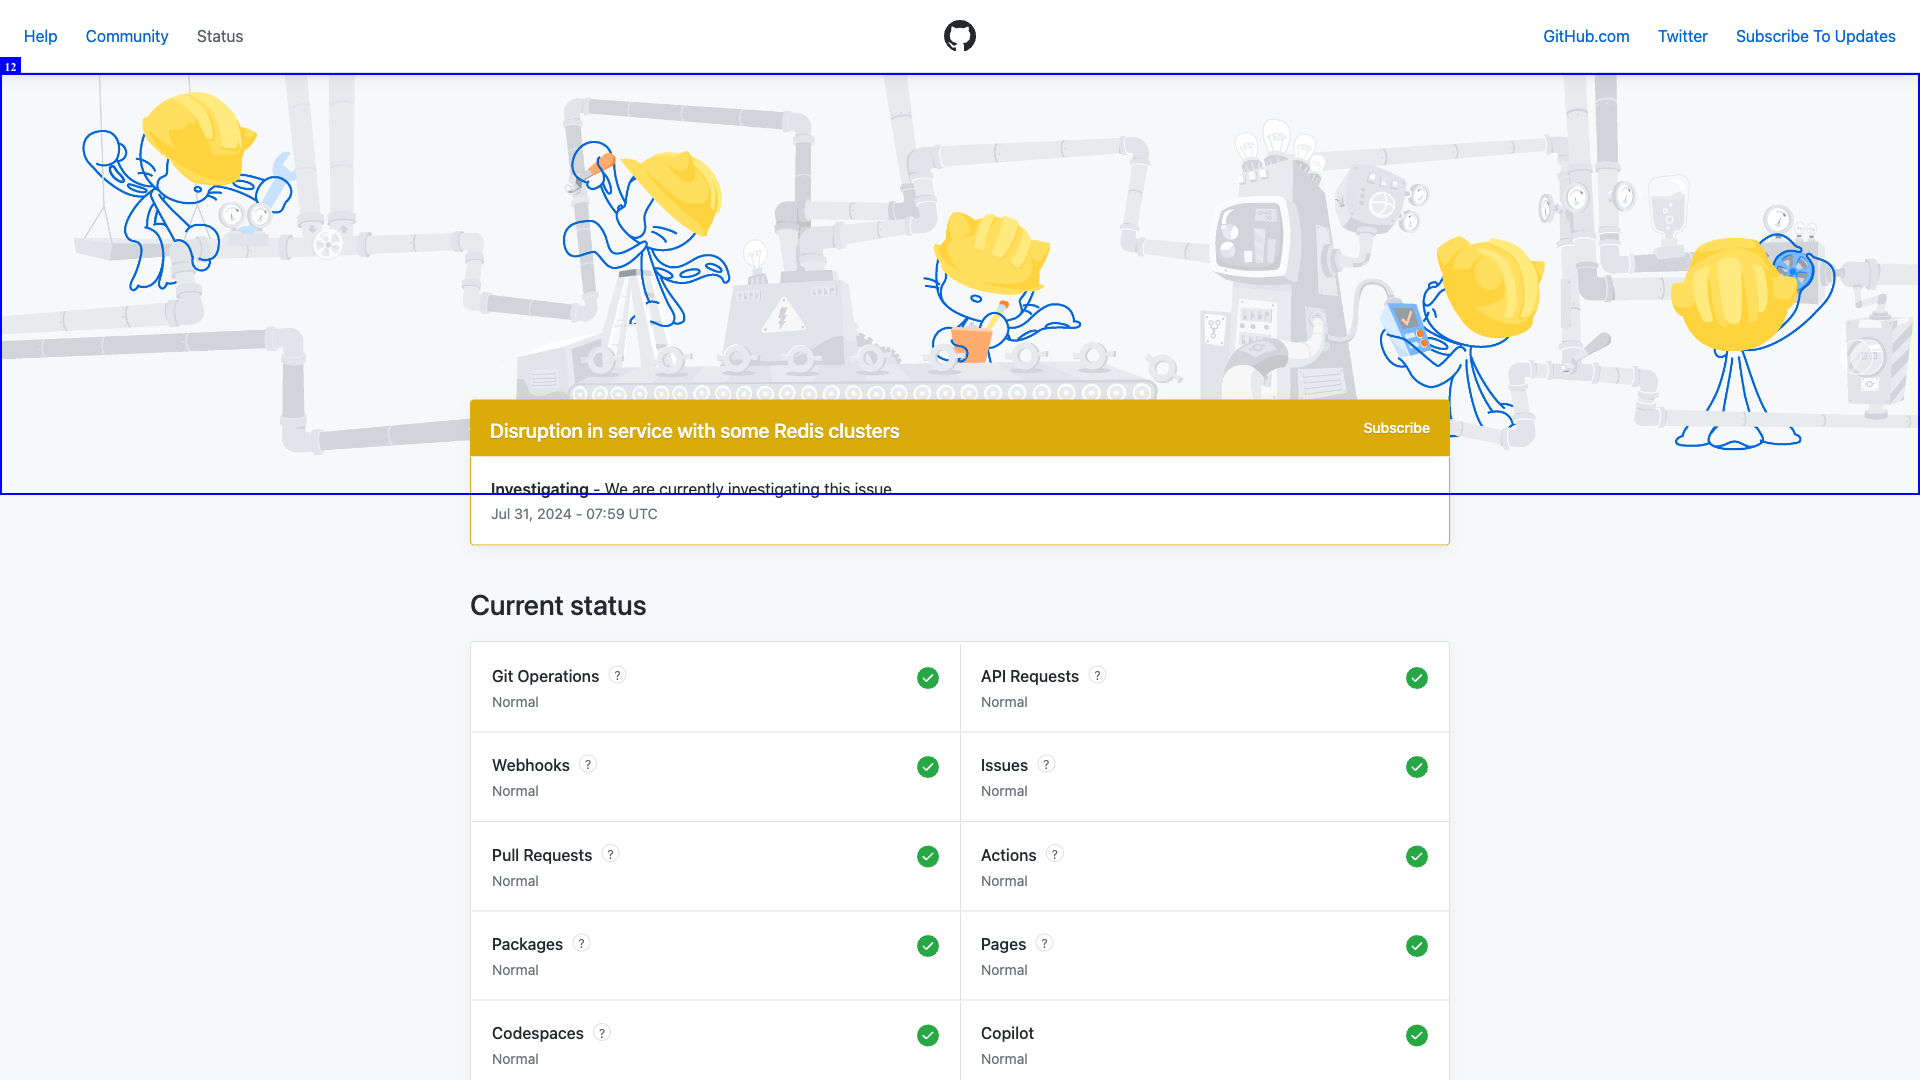 Help Community Status GitHub.com Twitter Subscribe To Updates
12
Disruption in service with some Redis clusters Subscribe
Investigating - We are currently investigating this issue.
Jul 31, 2024 - 07:59 UTC
Current status
Git Operations ? API Requests ?
Normal Normal
Webhooks ? Issues ?
Normal Normal
Pull Requests ? Actions ?
Normal Normal
Packages ? Pages ?
Normal Normal
Codespaces ? Copilot
Normal Normal